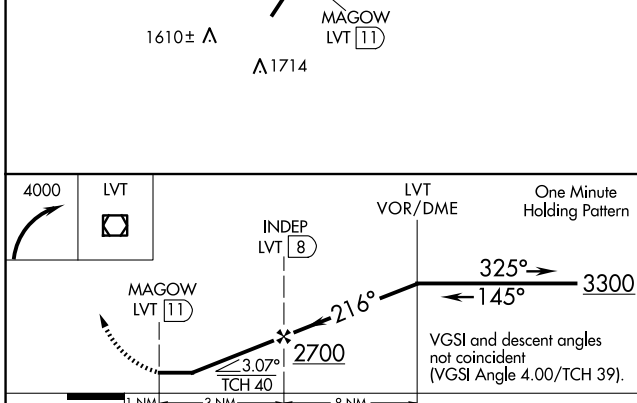 MAGOW
LVT 11
1610±
1714
4000
LVT
LVT
VOR/DME
One Minute
Holding Pattern
INDEP
LVT 8
MAGOW
LVT 11
325°
145°
3300
216°
2700
3.07°
TCH 40
VGSI and descent angles
not coincident
(VGSI Angle 4.00/TCH 39).
1 NM
3 NM
8 NM